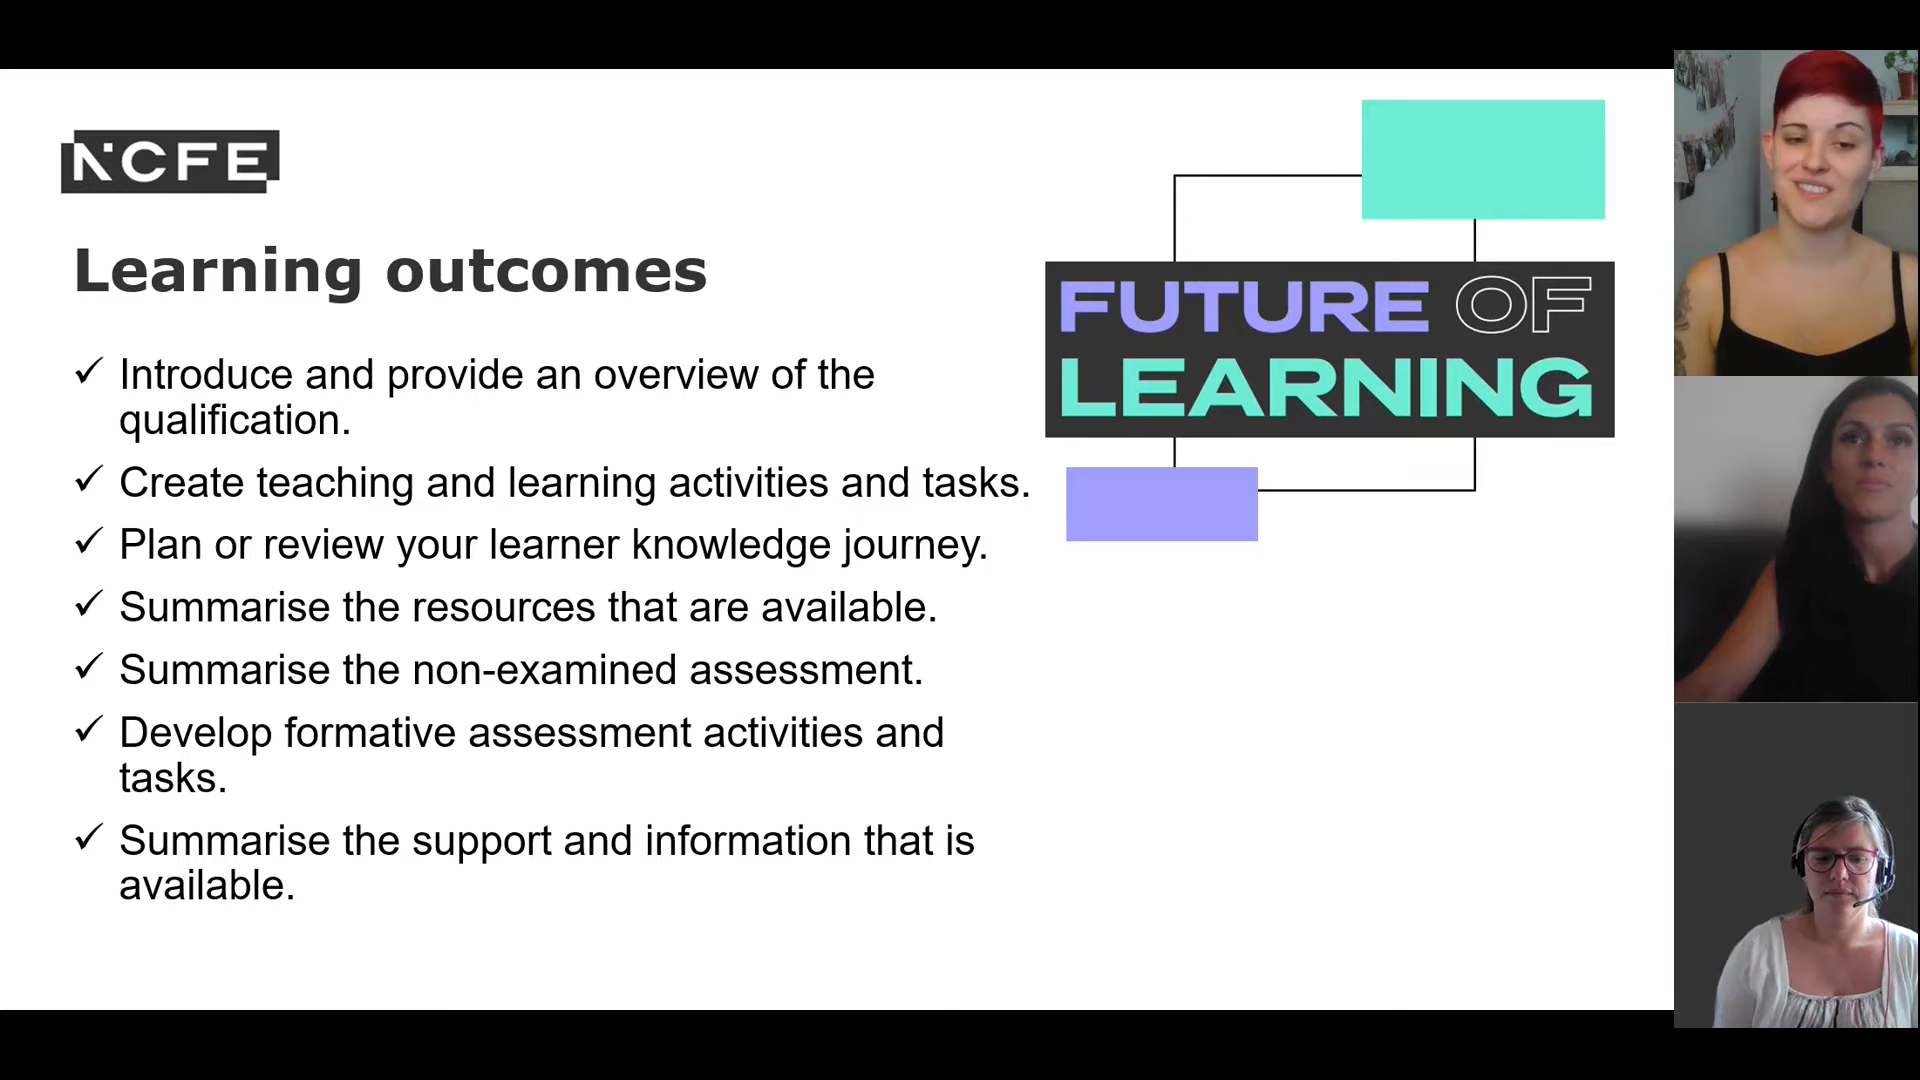 NCFE
Learning outcomes
✓ Introduce and provide an overview of the
qualification.
✓ Create teaching and learning activities and tasks.
✓ Plan or review your learner knowledge journey.
✓ Summarise the resources that are available.
✓ Summarise the non-examined assessment.
✓ Develop formative assessment activities and
tasks.
✓ Summarise the support and information that is
available.
FUTURE OF
LEARNING